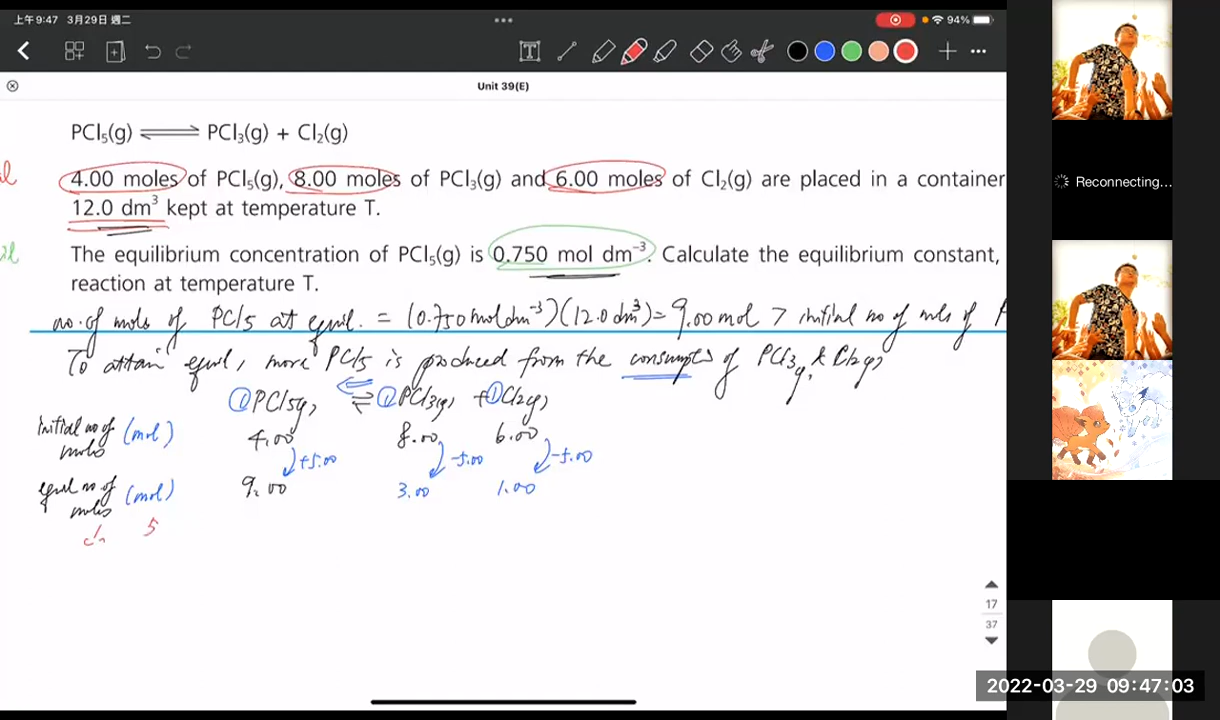 上午9:47 3月29日 週二
94%
Unit 39(E)
PCl₅(g) ⇌ PCl₃(g) + Cl₂(g)
4.00 moles of PCl₅(g), 8.00 moles of PCl₃(g) and 6.00 moles of Cl₂(g) are placed in a container
12.0 dm³ kept at temperature T.
The equilibrium concentration of PCl₅(g) is 0.750 mol dm⁻³. Calculate the equilibrium constant,
reaction at temperature T.
no. of mols of PCl5 at equil. = (0.750 mol dm⁻³)(12.0 dm³) = 9.00 mol > initial no of mols of P
To attain equil, more PCl5 is produced from the of PCl3(g) & Cl2(g)
① PCl5(g) ⇌ ① PCl3(g) + ① Cl2(g)
initial no of mols (mol) 4.00 8.00 6.00
+5.00 -5.00 -5.00
equil no of mols (mol) 9.00 3.00 1.00
5
17
37
Reconnecting...
2022-03-29 09:47:03